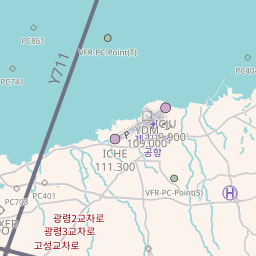 PC861
VFR-PC-Point(T)
PC741
Y711
PC40
109.900
YDM
109.000
공항
P
ICHE
111.300
VFR-PC-Point(S)
H
PC703
PC401
광령2교차로
광령3교차로
고성교차로